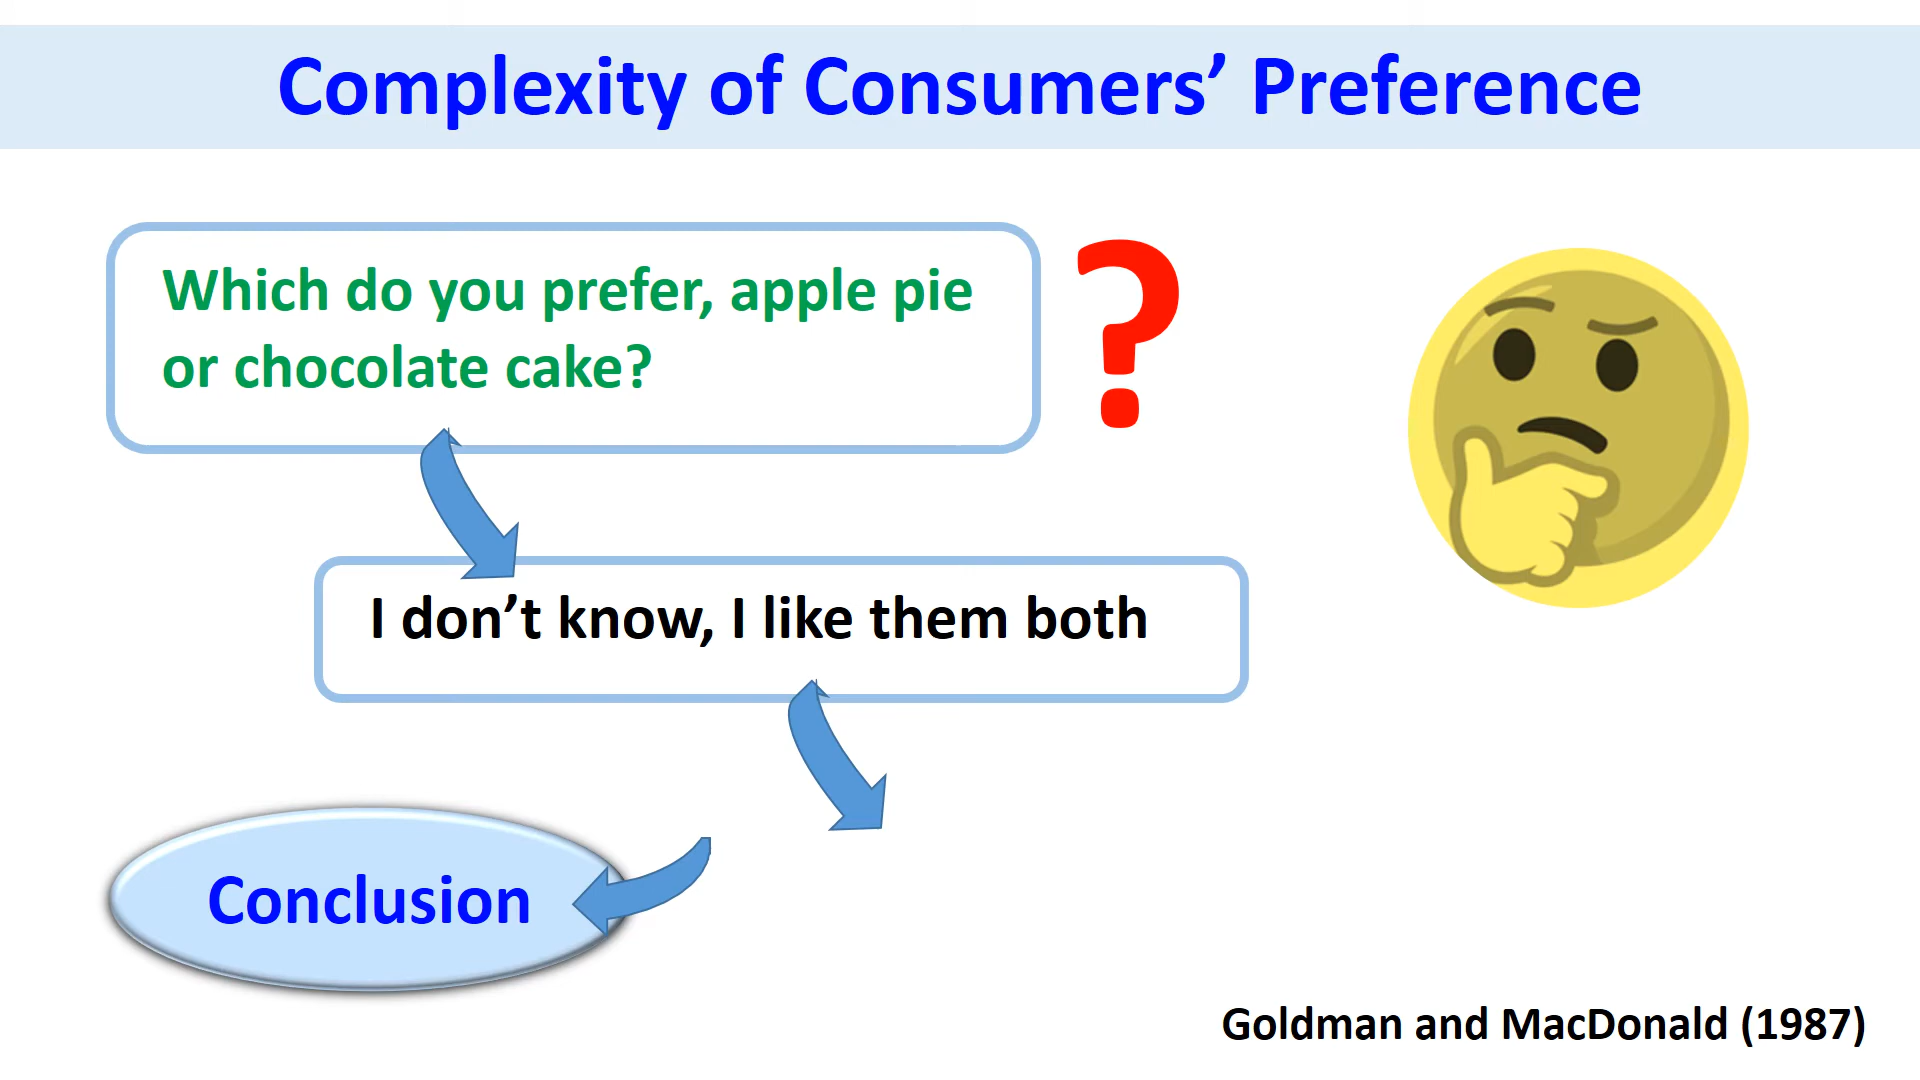 Complexity of Consumers’ Preference
Which do you prefer, apple pie
or chocolate cake?
?
I don’t know, I like them both
Conclusion
Goldman and MacDonald (1987)